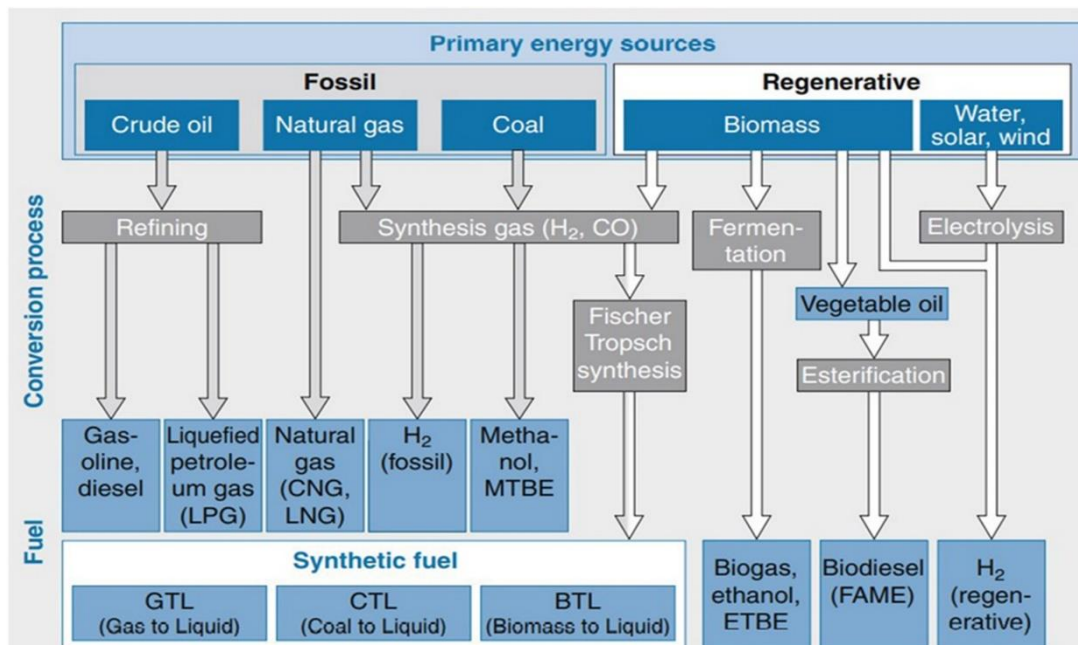 Primary energy sources
Fossil
Regenerative
Crude oil
Natural gas
Coal
Biomass
Water,
solar, wind
Conversion process
Refining
Synthesis gas (H₂, CO)
Fermen-
tation
Electrolysis
Vegetable oil
Fischer
Tropsch
synthesis
Esterification
Fuel
Gas-
oline,
diesel
Liquefied
petrole-
um gas
(LPG)
Natural
gas
(CNG,
LNG)
H₂
(fossil)
Metha-
nol,
MTBE
Synthetic fuel
GTL
(Gas to Liquid)
CTL
(Coal to Liquid)
BTL
(Biomass to Liquid)
Biogas,
ethanol,
ETBE
Biodiesel
(FAME)
H₂
(regen-
erative)